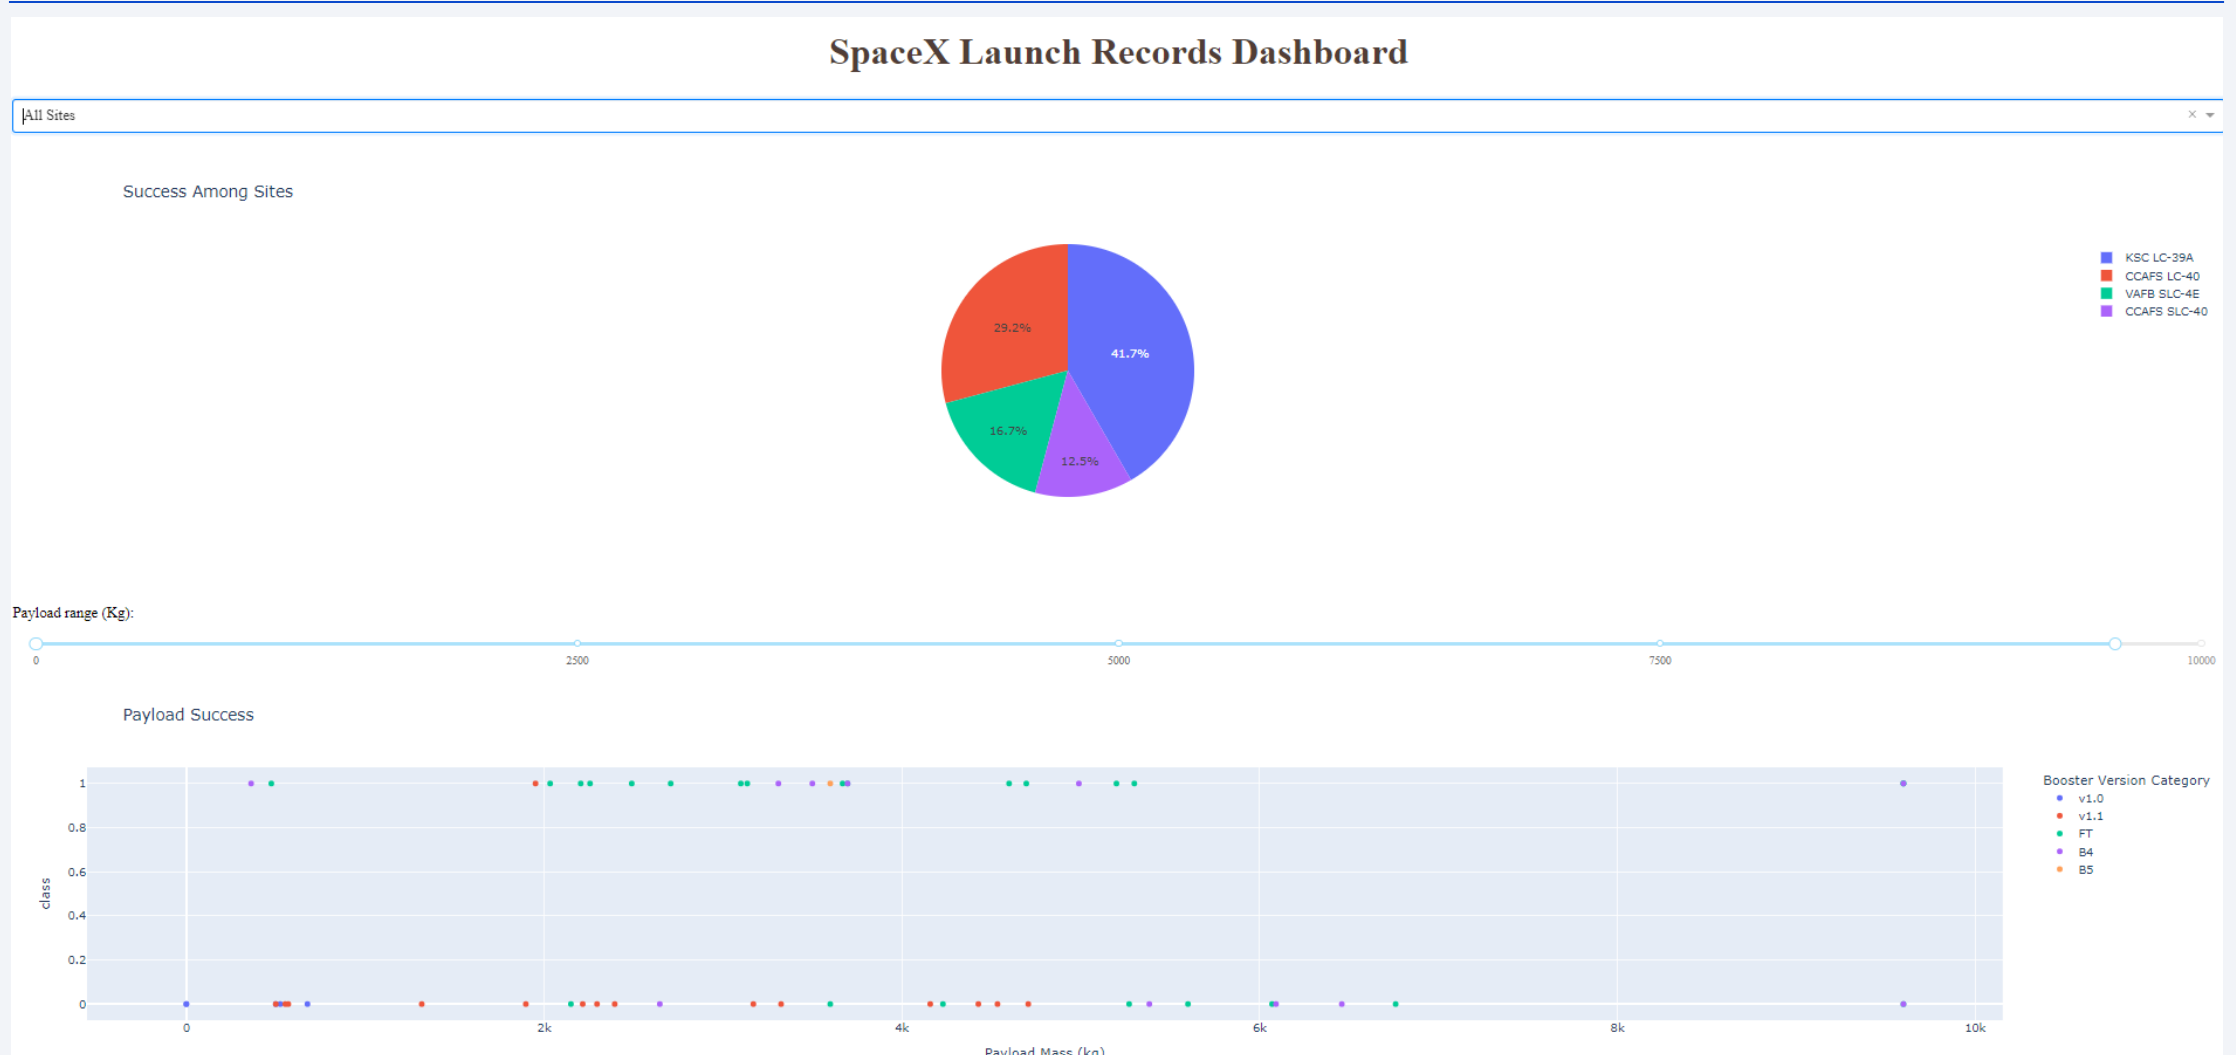 SpaceX Launch Records Dashboard
All Sites
Success Among Sites
KSC LC-39A
CCAFS LC-40
VAFB SLC-4E
CCAFS SLC-40
29.2%
41.7%
16.7%
12.5%
Payload range (Kg):
0 2500 5000 7500 10000
Payload Success
Booster Version Category
v1.0
v1.1
FT
B4
B5
class
1
0.8
0.6
0.4
0.2
0
0 2k 4k 6k 8k 10k
Payload Mass (kg)